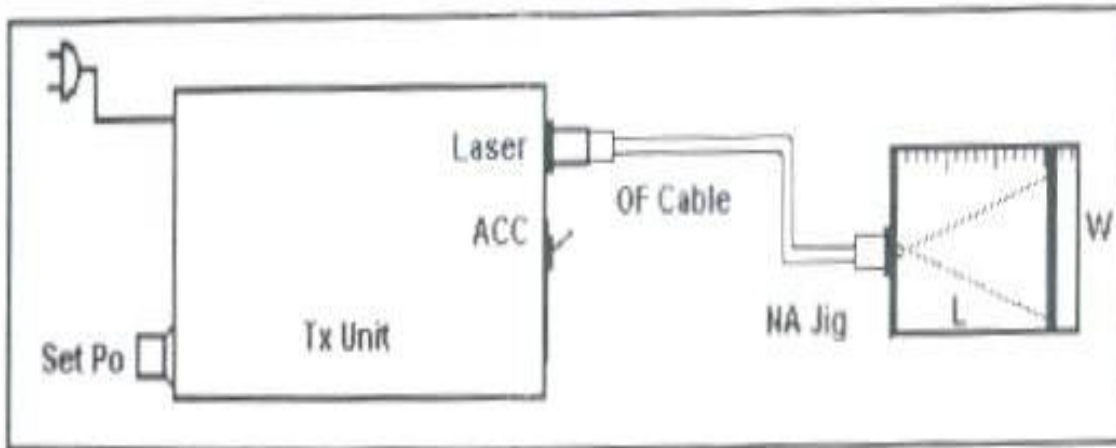 Laser
OF Cable
W
ACC
NA Jig
L
Tx Unit
Set Po